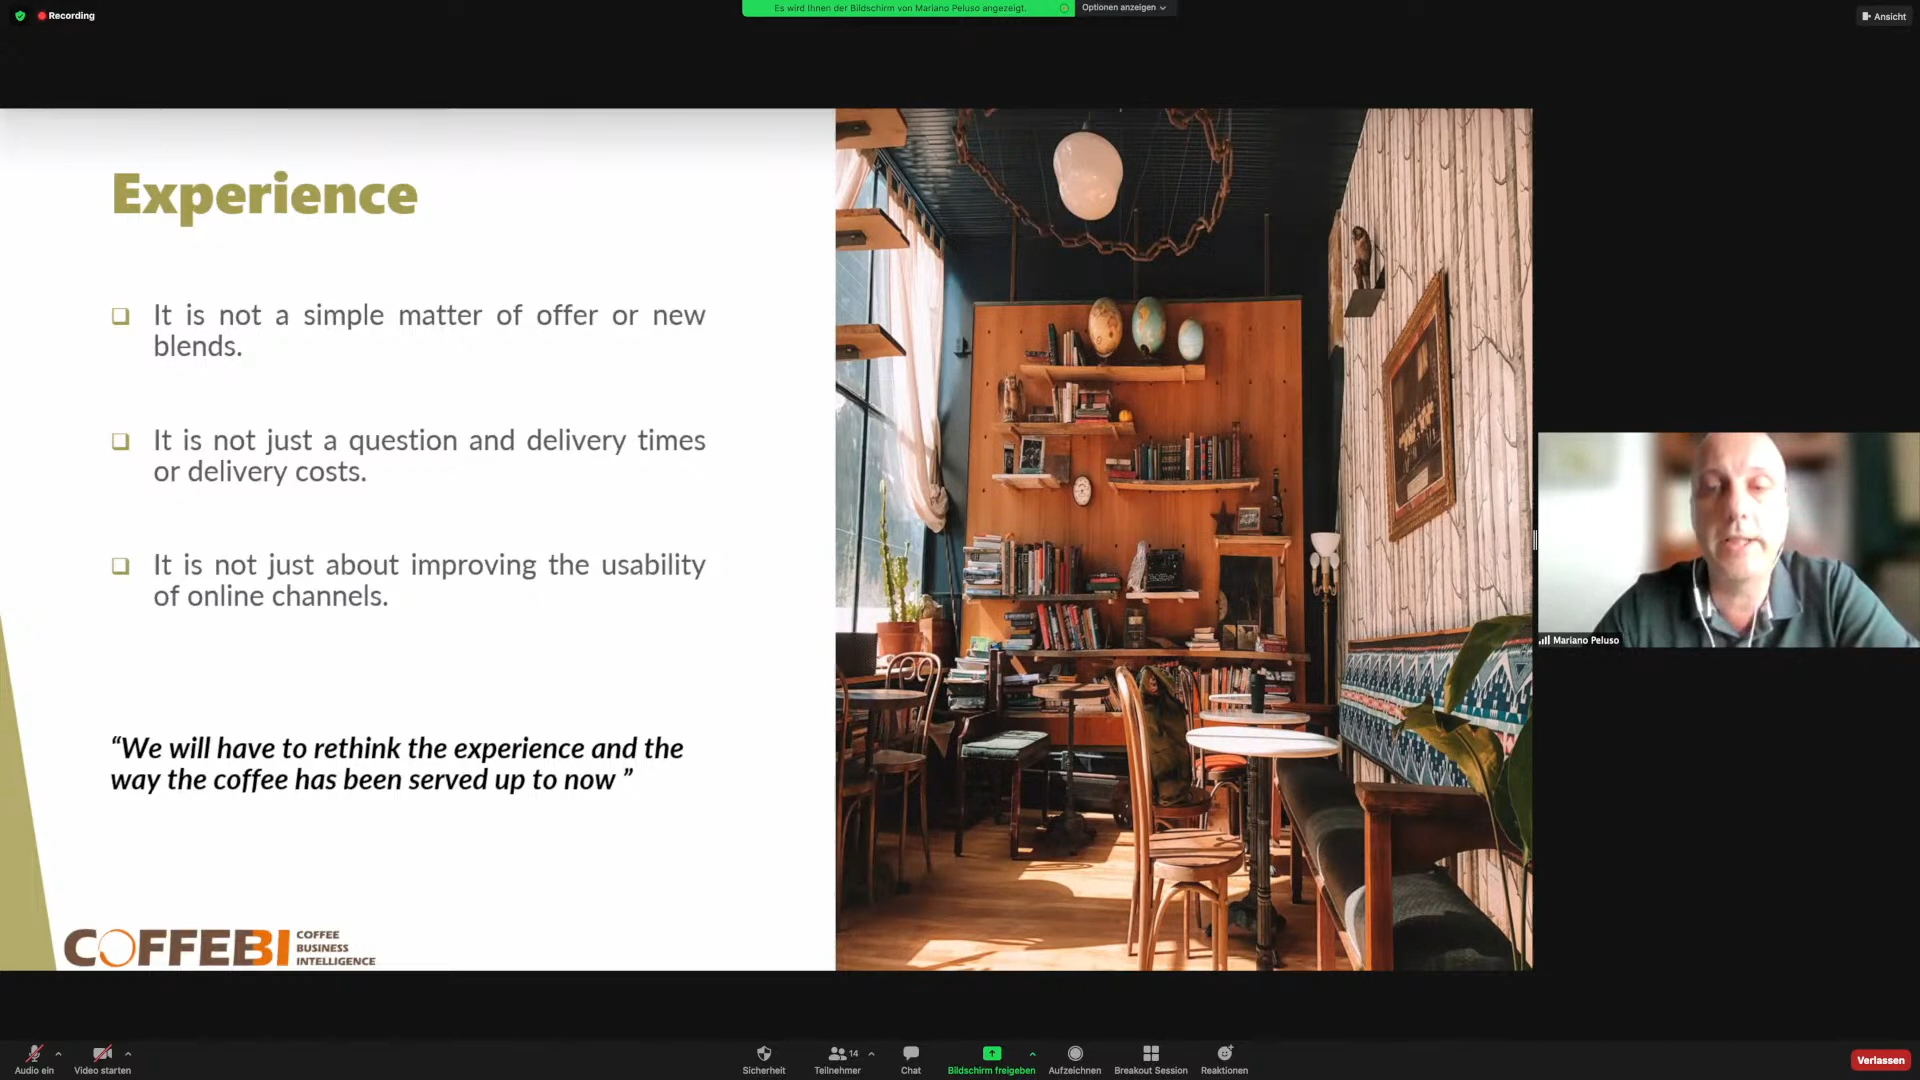 Recording
Es wird Ihnen der Bildschirm von Mariano Peluso angezeigt.
Optionen anzeigen
Ansicht
Experience
It is not a simple matter of offer or new
blends.
It is not just a question and delivery times
or delivery costs.
It is not just about improving the usability
of online channels.
“We will have to rethink the experience and the
way the coffee has been served up to now ”
COFFEBI
COFFEE
BUSINESS
INTELLIGENCE
Mariano Peluso
Audio ein
Video starten
Sicherheit
14
Teilnehmer
Chat
Bildschirm freigeben
Aufzeichnen
Breakout Session
Reaktionen
Verlassen